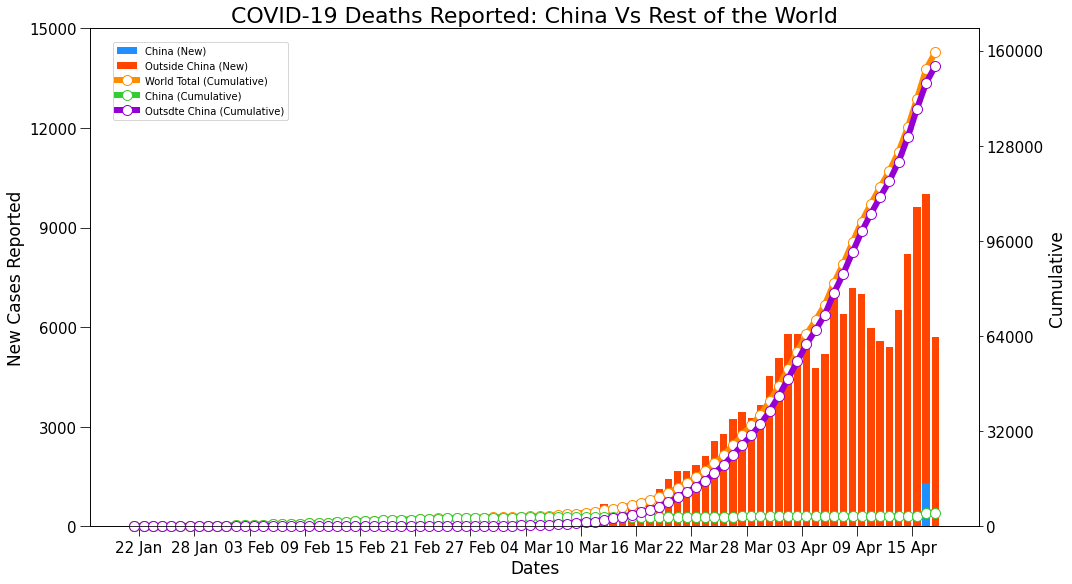 COVID-19 Deaths Reported: China Vs Rest of the World
China (New)
Outside China (New)
World Total (Cumulative)
China (Cumulative)
Outsdte China (Cumulative)
15000
12000
9000
6000
3000
0
New Cases Reported
160000
128000
96000
64000
32000
0
Cumulative
22 Jan 28 Jan 03 Feb 09 Feb 15 Feb 21 Feb 27 Feb 04 Mar 10 Mar 16 Mar 22 Mar 28 Mar 03 Apr 09 Apr 15 Apr
Dates